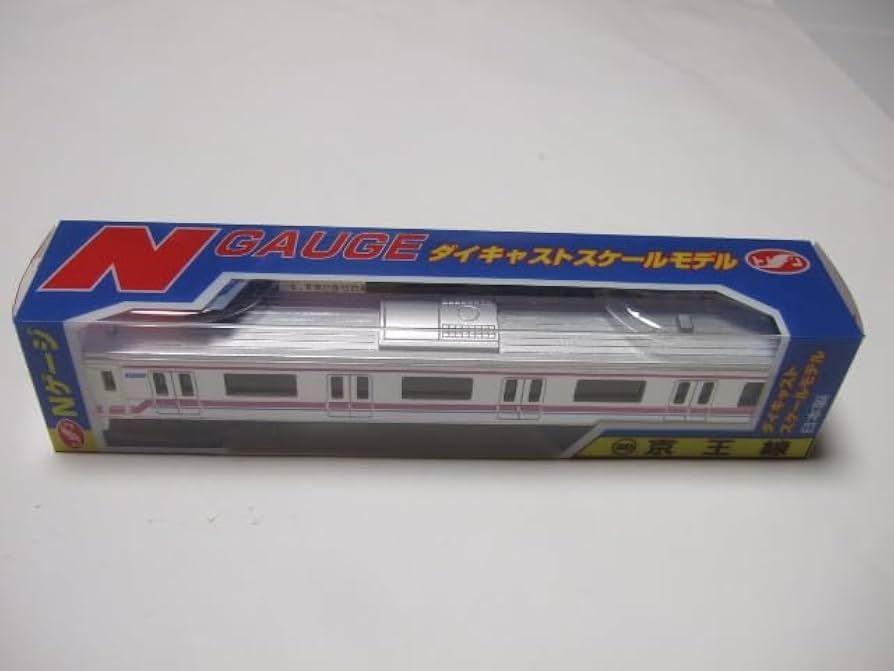 N GAUGE ダイキャストスケールモデル
Nゲージ
ダイキャスト
スケールモデル
日本製
京王線